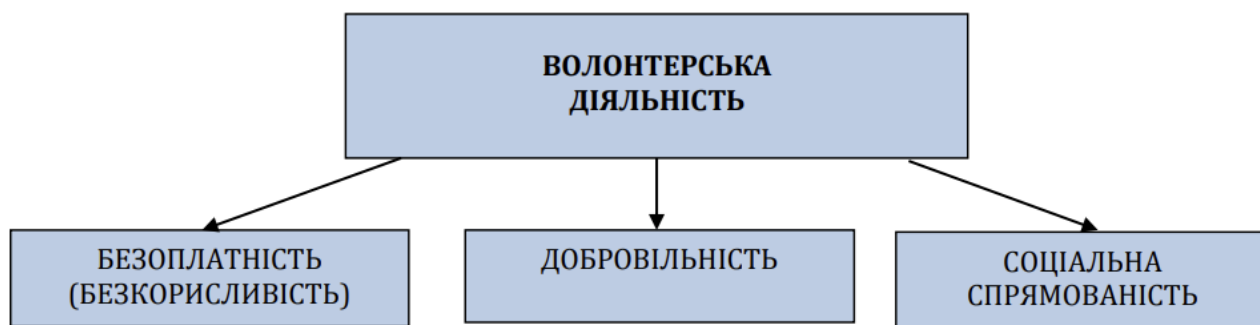 ВОЛОНТЕРСЬКА
ДІЯЛЬНІСТЬ
БЕЗОПЛАТНІСТЬ
(БЕЗКОРИСЛИВІСТЬ)
ДОБРОВІЛЬНІСТЬ
СОЦІАЛЬНА
СПРЯМОВАНІСТЬ